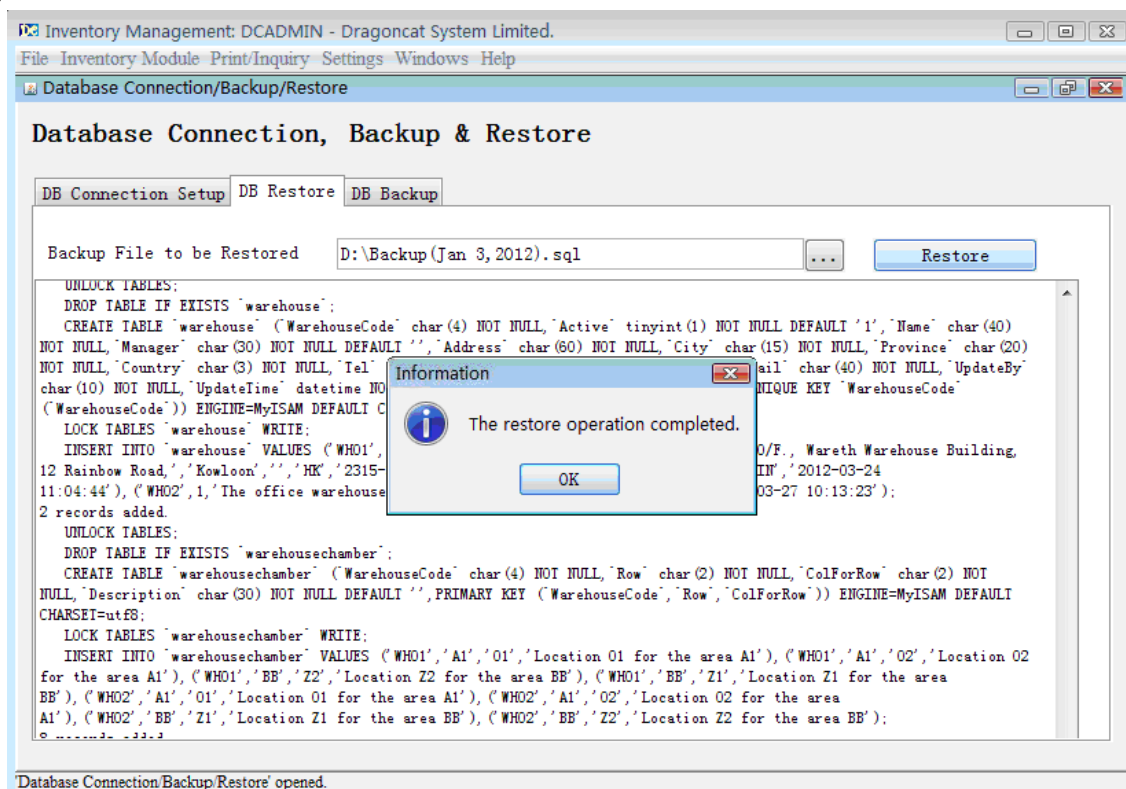 Inventory Management: DCADMIN - Dragoncat System Limited.
File Inventory Module Print/Inquiry Settings Windows Help
Database Connection/Backup/Restore
Database Connection, Backup & Restore
DB Connection Setup DB Restore DB Backup
Backup File to be Restored D:\Backup(Jan 3,2012).sql ... Restore
UNLOCK TABLES;
DROP TABLE IF EXISTS `warehouse`;
CREATE TABLE `warehouse` (`WarehouseCode` char(4) NOT NULL,`Active` tinyint(1) NOT NULL DEFAULT '1',`Name` char(40)
NOT NULL,`Manager` char(30) NOT NULL DEFAULT '',`Address` char(60) NOT NULL,`City` char(15) NOT NULL,`Province` char(20)
NOT NULL,`Country` char(3) NOT NULL,`Tel` ail` char(40) NOT NULL,`UpdateBy`
char(10) NOT NULL,`UpdateTime` datetime NO NIQUE KEY `WarehouseCode`
(`WarehouseCode`)) ENGINE=MyISAM DEFAULT C
LOCK TABLES `warehouse` WRITE;
INSERT INTO `warehouse` VALUES ('WH01', O/F., Wareth Warehouse Building,
12 Rainbow Road,','Kowloon','','HK','2315- IN','2012-03-24
11:04:44'),('WH02',1,'The office warehouse 03-27 10:13:23');
2 records added.
UNLOCK TABLES;
DROP TABLE IF EXISTS `warehousechamber`;
CREATE TABLE `warehousechamber` (`WarehouseCode` char(4) NOT NULL,`Row` char(2) NOT NULL,`ColForRow` char(2) NOT
NULL,`Description` char(30) NOT NULL DEFAULT '',PRIMARY KEY (`WarehouseCode`,`Row`,`ColForRow`)) ENGINE=MyISAM DEFAULT
CHARSET=utf8;
LOCK TABLES `warehousechamber` WRITE;
INSERT INTO `warehousechamber` VALUES ('WH01','A1','01','Location 01 for the area A1'),('WH01','A1','02','Location 02
for the area A1'),('WH01','BB','Z2','Location Z2 for the area BB'),('WH01','BB','Z1','Location Z1 for the area
BB'),('WH02','A1','01','Location 01 for the area A1'),('WH02','A1','02','Location 02 for the area
A1'),('WH02','BB','Z1','Location Z1 for the area BB'),('WH02','BB','Z2','Location Z2 for the area BB');
8 records added.
Information
The restore operation completed.
OK
'Database Connection/Backup/Restore' opened.